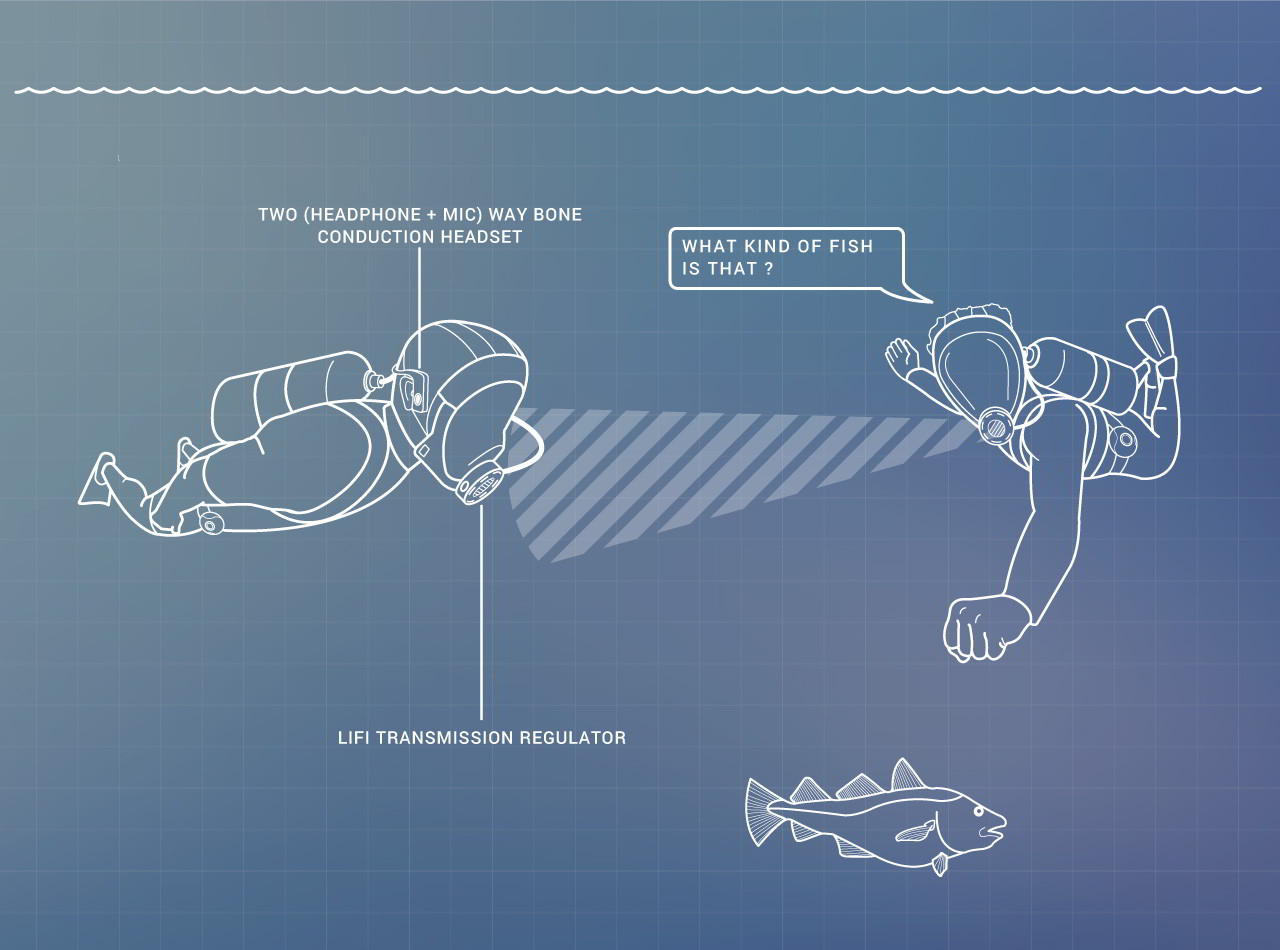 TWO (HEADPHONE + MIC) WAY BONE
CONDUCTION HEADSET
WHAT KIND OF FISH
IS THAT ?
LIFI TRANSMISSION REGULATOR